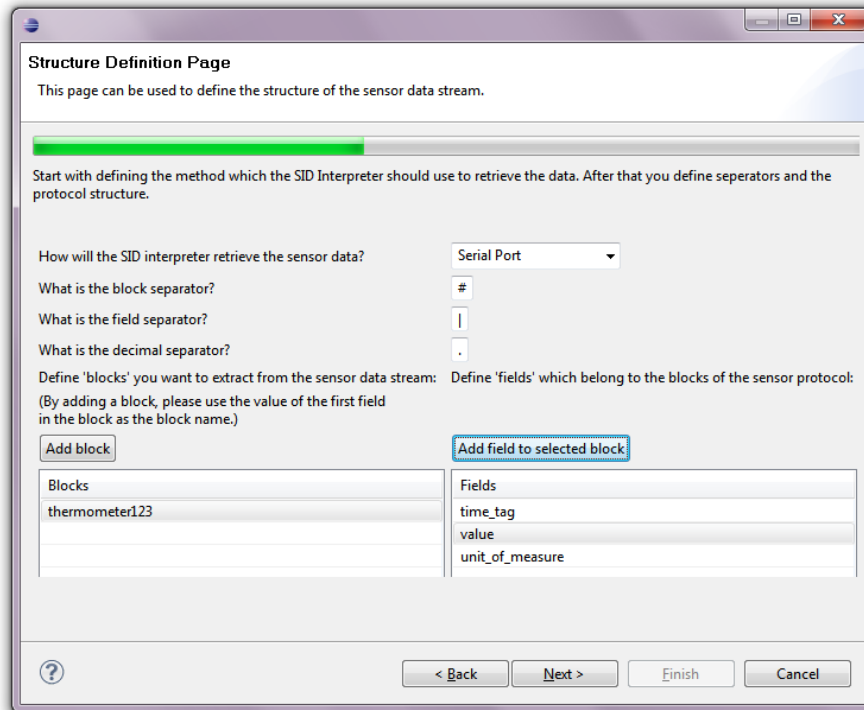 Structure Definition Page
This page can be used to define the structure of the sensor data stream.
Start with defining the method which the SID Interpreter should use to retrieve the data. After that you define seperators and the
protocol structure.
How will the SID interpreter retrieve the sensor data? Serial Port
What is the block separator? #
What is the field separator? |
What is the decimal separator? .
Define 'blocks' you want to extract from the sensor data stream: Define 'fields' which belong to the blocks of the sensor protocol:
(By adding a block, please use the value of the first field
in the block as the block name.)
Add block Add field to selected block
Blocks Fields
thermometer123 time_tag
value
unit_of_measure
? < Back Next > Finish Cancel